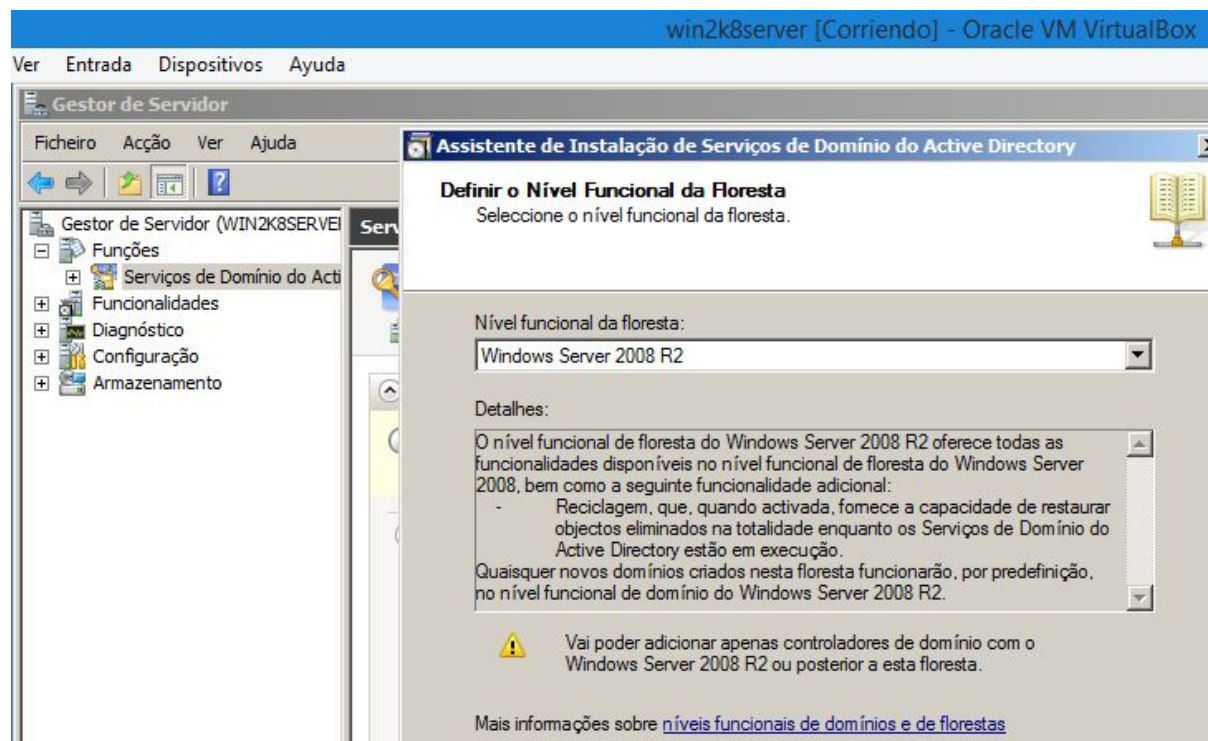 win2k8server [Corriendo] - Oracle VM VirtualBox
Ver Entrada Dispositivos Ayuda
Gestor de Servidor
Ficheiro Acção Ver Ajuda
Gestor de Servidor (WIN2K8SERVE
Funções
Serviços de Domínio do Acti
Funcionalidades
Diagnóstico
Configuração
Armazenamento
Serv
Assistente de Instalação de Serviços de Domínio do Active Directory
Definir o Nível Funcional da Floresta
Seleccione o nível funcional da floresta.
Nível funcional da floresta:
Windows Server 2008 R2
Detalhes:
O nível funcional de floresta do Windows Server 2008 R2 oferece todas as
funcionalidades disponíveis no nível funcional de floresta do Windows Server
2008, bem como a seguinte funcionalidade adicional:
- Reciclagem, que, quando activada, fornece a capacidade de restaurar
objectos eliminados na totalidade enquanto os Serviços de Domínio do
Active Directory estão em execução.
Quaisquer novos domínios criados nesta floresta funcionarão, por predefinição,
no nível funcional de domínio do Windows Server 2008 R2.
Vai poder adicionar apenas controladores de domínio com o
Windows Server 2008 R2 ou posterior a esta floresta.
Mais informações sobre níveis funcionais de domínios e de florestas